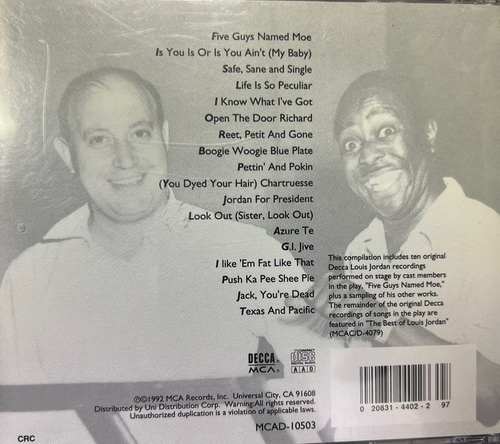 Five Guys Named Moe
Is You Is Or Is You Ain't (My Baby)
Safe, Sane and Single
Life Is So Peculiar
I Know What I've Got
Open The Door Richard
Reet, Petit And Gone
Boogie Woogie Blue Plate
Pettin' And Pokin
(You Dyed Your Hair) Chartruesse
Jordan For President
Look Out (Sister, Look Out)
Azure Te
G.I. Jive
I like 'Em Fat Like That
Push Ka Pee Shee Pie
Jack, You're Dead
Texas And Pacific
This compilation includes ten original
Decca Louis Jordan recordings
performed on stage by cast members
in the play, "Five Guys Named Moe,"
plus a sampling of his other works.
The remainder of the original Decca
recordings of songs in the play are
featured in "The Best of Louis Jordan"
(MCAC/D-4079)
DECCA
MCA
COMPACT
disc
DIGITAL AUDIO
AAD
©℗1992 MCA Records, Inc. Universal City, CA 91608
Distributed by Uni Distribution Corp. Warning:All rights reserved.
Unauthorized duplication is a violation of applicable laws.
MCAD-10503
0 20831-4402-2 97
CRC